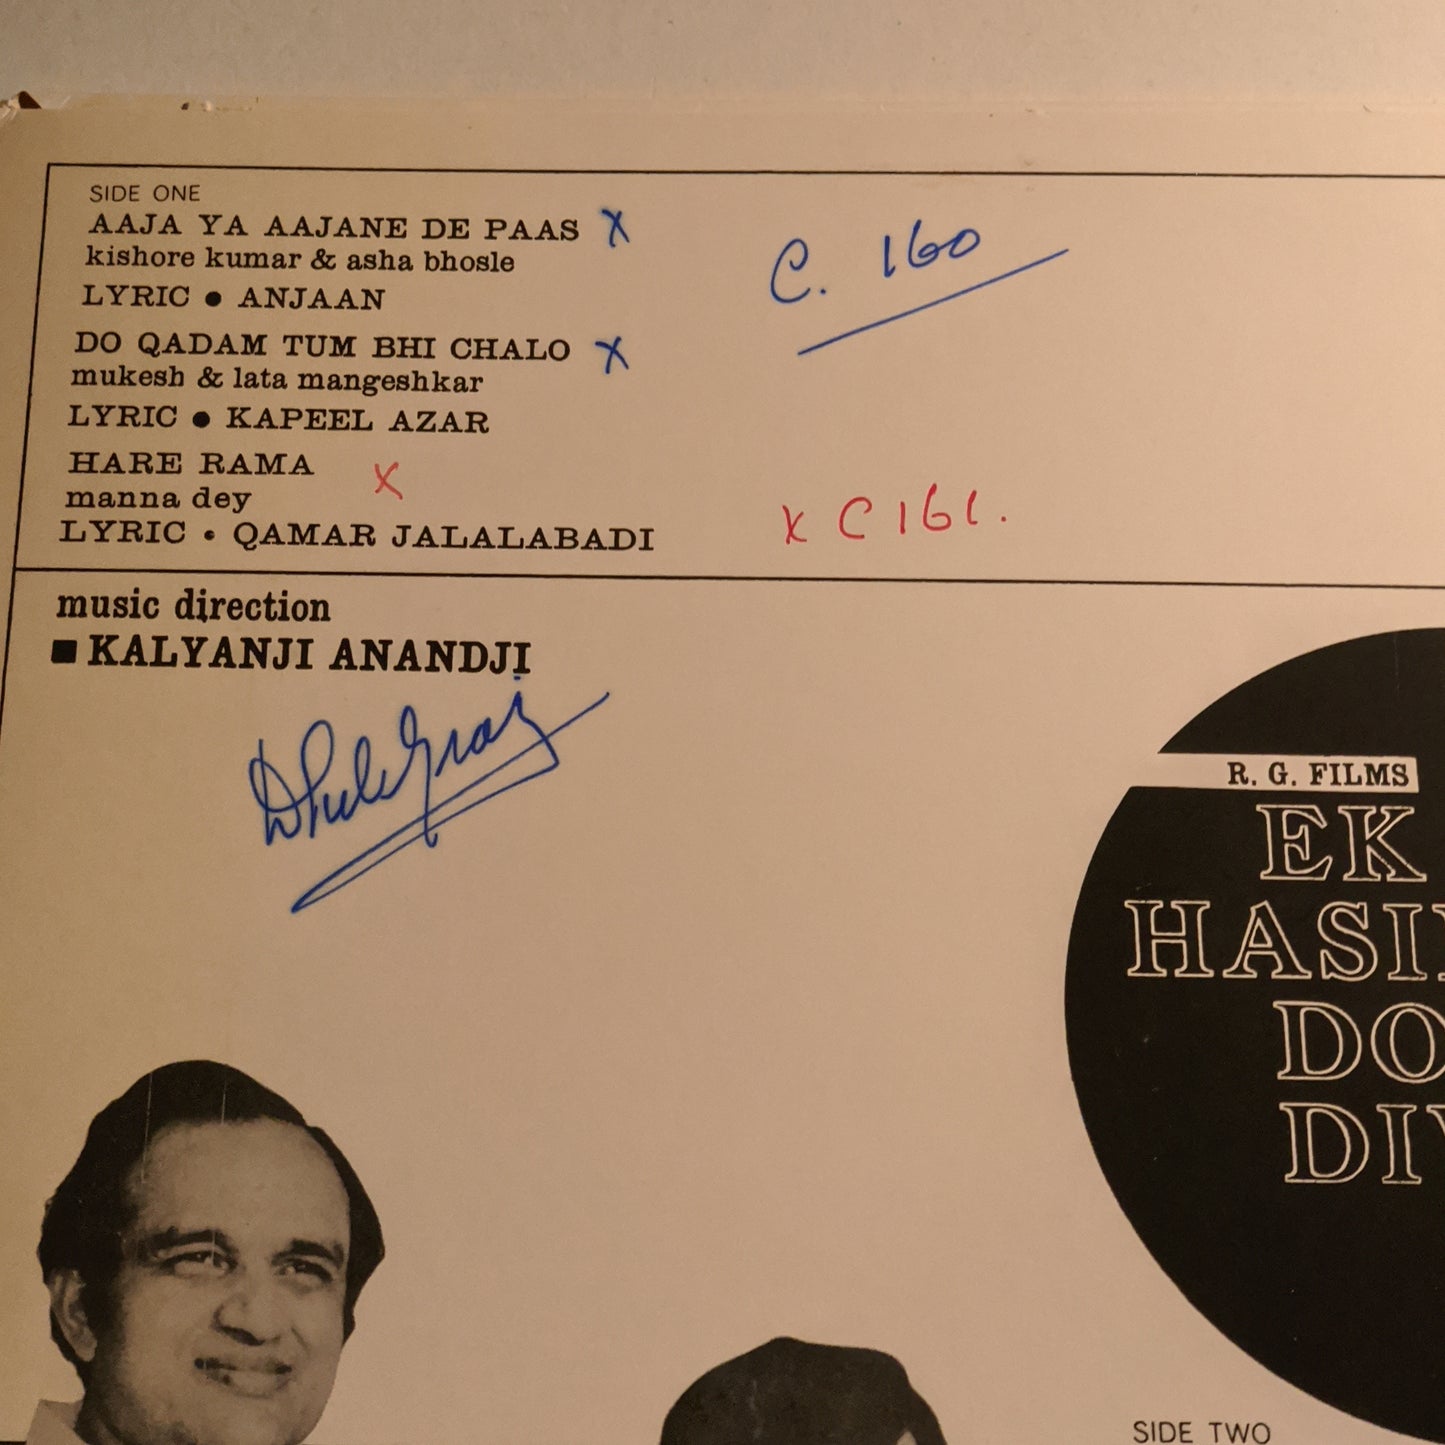 SIDE ONE
AAJA YA AAJANE DE PAAS X
kishore kumar & asha bhosle
LYRIC ● ANJAAN
C. 160
DO QADAM TUM BHI CHALO X
mukesh & lata mangeshkar
LYRIC ● KAPEEL AZAR
HARE RAMA X
manna dey
LYRIC • QAMAR JALALABADI
X C 161.
music direction
■ KALYANJI ANANDJI
R. G. FILMS
EK
DO
SIDE TWO